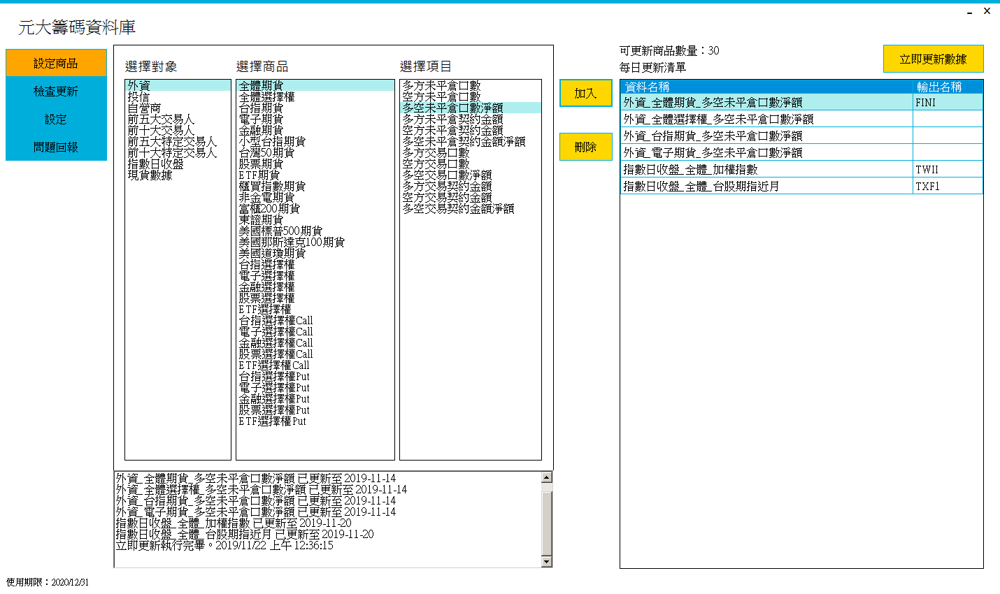 元大籌碼資料庫
設定商品
檢查更新
設定
問題回報
選擇對象
外資
投信
自營商
前五大交易人
前十大交易人
前五大特定交易人
前十大特定交易人
指數日收盤
現貨數據
選擇商品
全體期貨
全體選擇權
台指期貨
電子期貨
金融期貨
小型台指期貨
台灣50期貨
股票期貨
ETF期貨
櫃買指數期貨
非金電期貨
富櫃200期貨
東證期貨
美國標普500期貨
美國那斯達克100期貨
美國道瓊期貨
台指選擇權
電子選擇權
金融選擇權
股票選擇權
ETF選擇權
台指選擇權Call
電子選擇權Call
金融選擇權Call
股票選擇權Call
ETF選擇權Call
台指選擇權Put
電子選擇權Put
金融選擇權Put
股票選擇權Put
ETF選擇權Put
選擇項目
多方未平倉口數
空方未平倉口數
多空未平倉口數淨額
多方未平倉契約金額
空方未平倉契約金額
多空未平倉契約金額淨額
多方交易口數
空方交易口數
多空交易口數淨額
多方交易契約金額
空方交易契約金額
多空交易契約金額淨額
加入
刪除
可更新商品數量：30
每日更新清單
立即更新數據
資料名稱 輸出名稱
外資_全體期貨_多空未平倉口數淨額 FINI
外資_全體選擇權_多空未平倉口數淨額
外資_台指期貨_多空未平倉口數淨額
外資_電子期貨_多空未平倉口數淨額
指數日收盤_全體_加權指數 TWII
指數日收盤_全體_台股期指近月 TXF1
外資_全體期貨_多空未平倉口數淨額 已更新至 2019-11-14
外資_全體選擇權_多空未平倉口數淨額 已更新至 2019-11-14
外資_台指期貨_多空未平倉口數淨額 已更新至 2019-11-14
外資_電子期貨_多空未平倉口數淨額 已更新至 2019-11-14
指數日收盤_全體_加權指數 已更新至 2019-11-20
指數日收盤_全體_台股期指近月 已更新至 2019-11-20
立即更新執行完畢。2019/11/22 上午 12:36:15
使用期限：2020/12/31